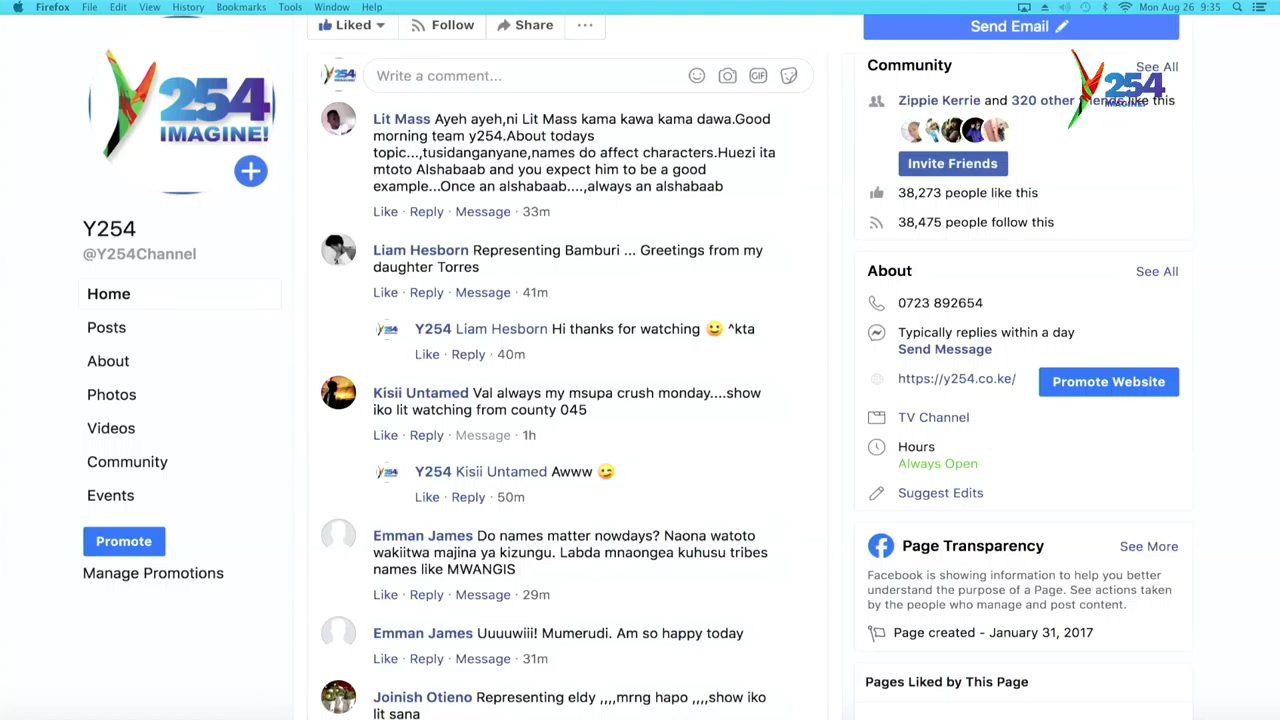 Firefox File Edit View History Bookmarks Tools Window Help
Mon Aug 26 9:35
Liked
Follow
Share
...
Send Email
254
IMAGINE!
Y254
@Y254Channel
Home
Posts
About
Photos
Videos
Community
Events
Promote
Manage Promotions
Write a comment...
GIF
Lit Mass Ayeh ayeh,ni Lit Mass kama kawa kama dawa.Good
morning team y254.About todays
topic...,tusidanganyane,names do affect characters.Huezi ita
mtoto Alshabaab and you expect him to be a good
example...Once an alshabaab....,always an alshabaab
Like · Reply · Message · 33m
Liam Hesborn Representing Bamburi ... Greetings from my
daughter Torres
Like · Reply · Message · 41m
Y254 Liam Hesborn Hi thanks for watching 😀 ^kta
Like · Reply · 40m
Kisii Untamed Val always my msupa crush monday....show
iko lit watching from county 045
Like · Reply · Message · 1h
Y254 Kisii Untamed Awww 😉
Like · Reply · 50m
Emman James Do names matter nowdays? Naona watoto
wakiitwa majina ya kizungu. Labda mnaongea kuhusu tribes
names like MWANGIS
Like · Reply · Message · 29m
Emman James Uuuuwiii! Mumerudi. Am so happy today
Like · Reply · Message · 31m
Joinish Otieno Representing eldy ,,,,mrng hapo ,,,,show iko
lit sana
Community
See All
Y254
IMAGINE!
Zippie Kerrie and 320 other friends like this
Invite Friends
38,273 people like this
38,475 people follow this
About
See All
0723 892654
Typically replies within a day
Send Message
https://y254.co.ke/
Promote Website
TV Channel
Hours
Always Open
Suggest Edits
Page Transparency
See More
Facebook is showing information to help you better
understand the purpose of a Page. See actions taken
by the people who manage and post content.
Page created - January 31, 2017
Pages Liked by This Page